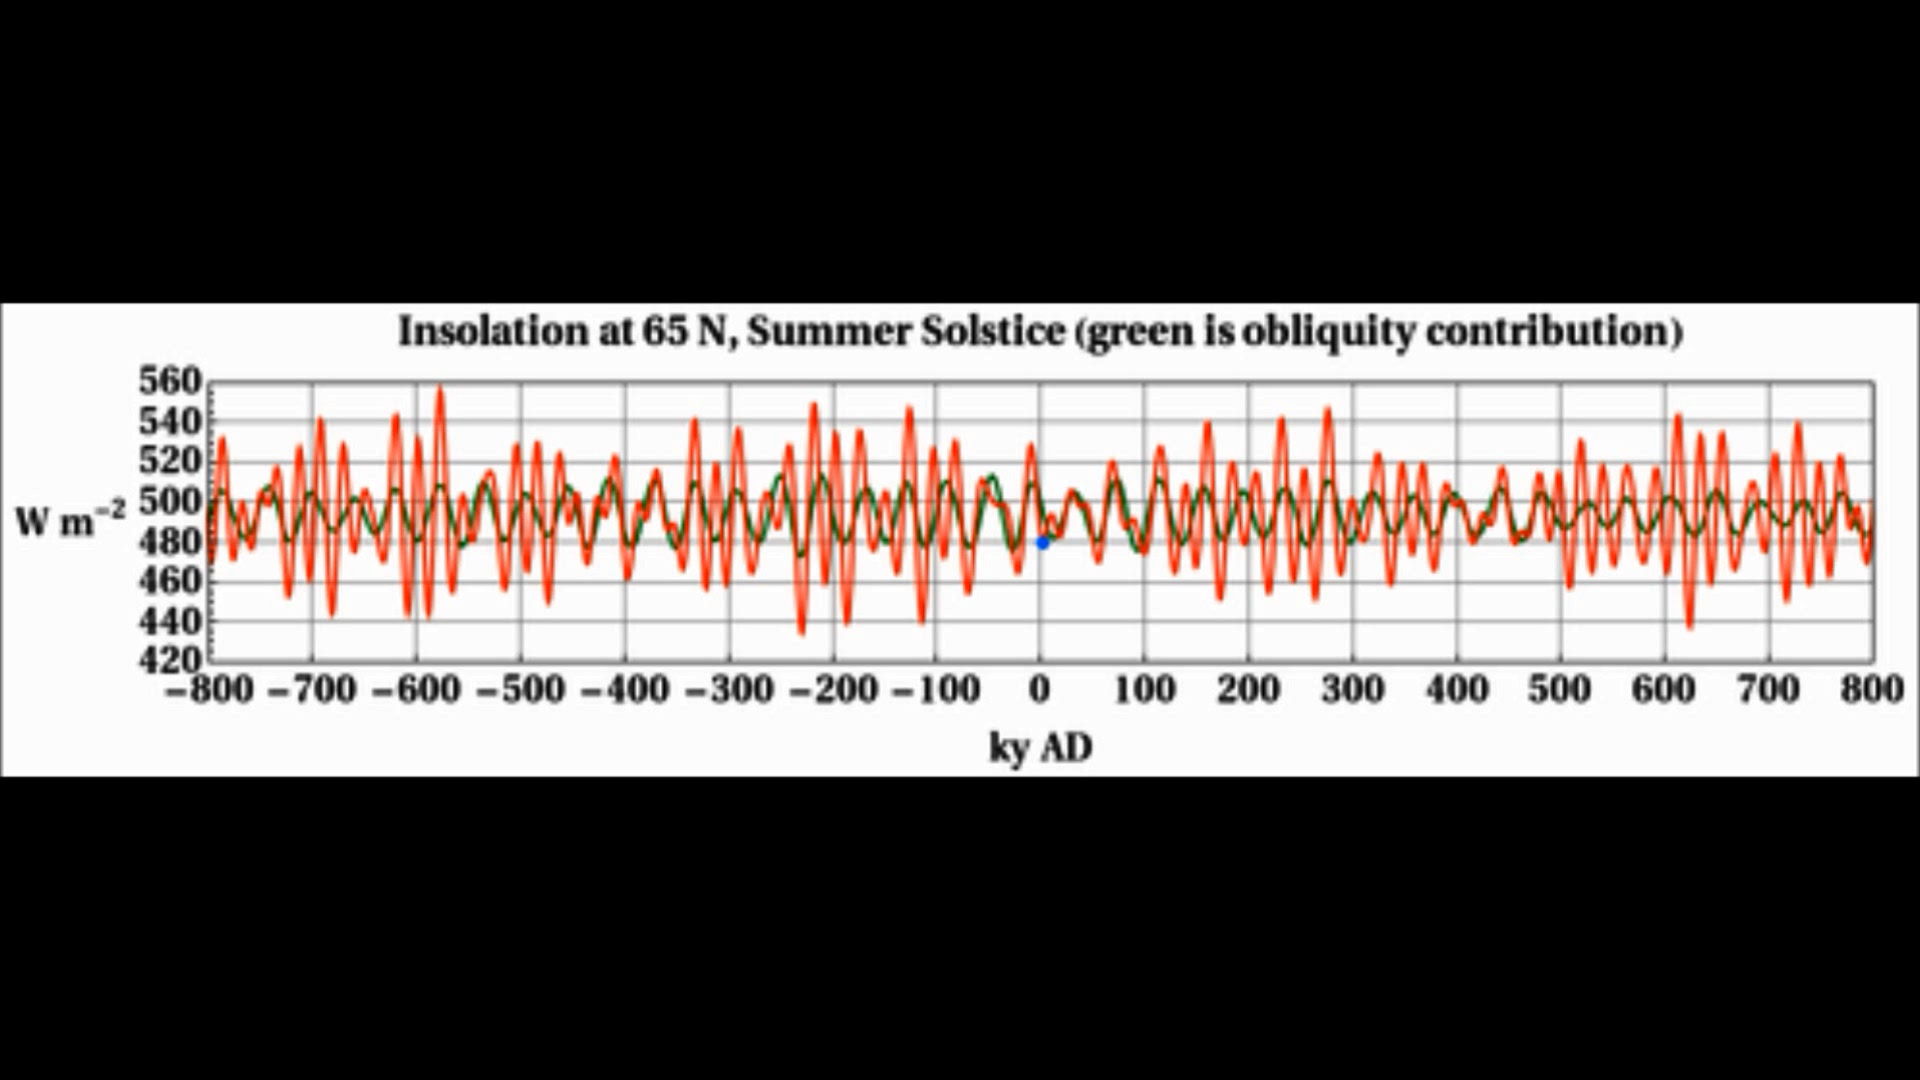 Insolation at 65 N, Summer Solstice (green is obliquity contribution)
560
540
520
500
480
460
440
420
W m⁻²
−800 −700 −600 −500 −400 −300 −200 −100 0 100 200 300 400 500 600 700 800
ky AD